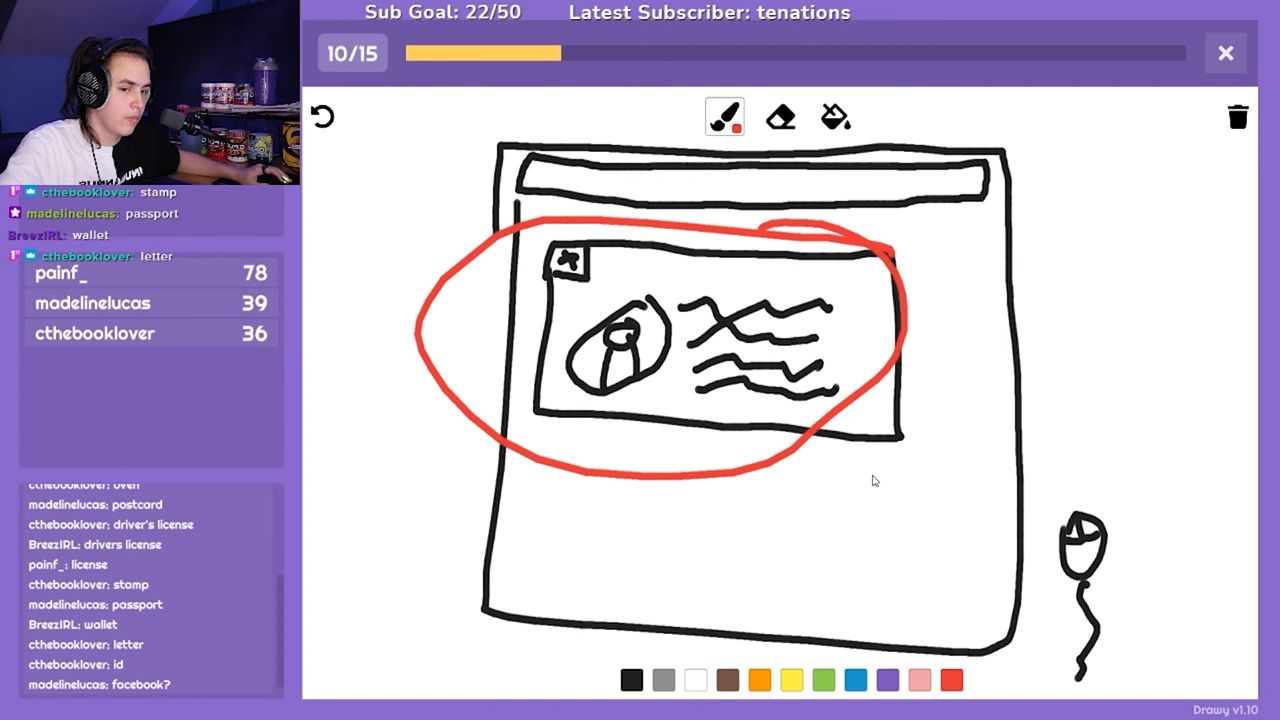 Sub Goal: 22/50 Latest Subscriber: tenations
10/15
cthebooklover: stamp
madelinelucas: passport
BreezIRL: wallet
cthebooklover: letter
painf_ 78
madelinelucas 39
cthebooklover 36
cthebooklover: oven
madelinelucas: postcard
cthebooklover: driver's license
BreezIRL: drivers license
painf_: license
cthebooklover: stamp
madelinelucas: passport
BreezIRL: wallet
cthebooklover: letter
cthebooklover: id
madelinelucas: facebook?
Drawy v1.10